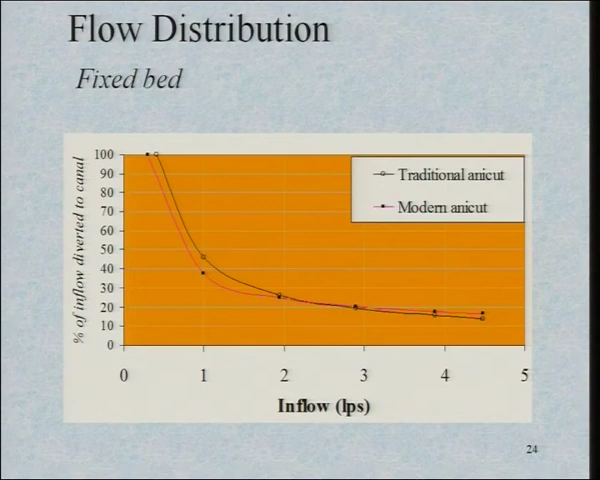 Flow Distribution
Fixed bed
% of inflow diverted to canal
100
90
80
70
60
50
40
30
20
10
0
Traditional anicut
Modern anicut
0 1 2 3 4 5
Inflow (lps)
24